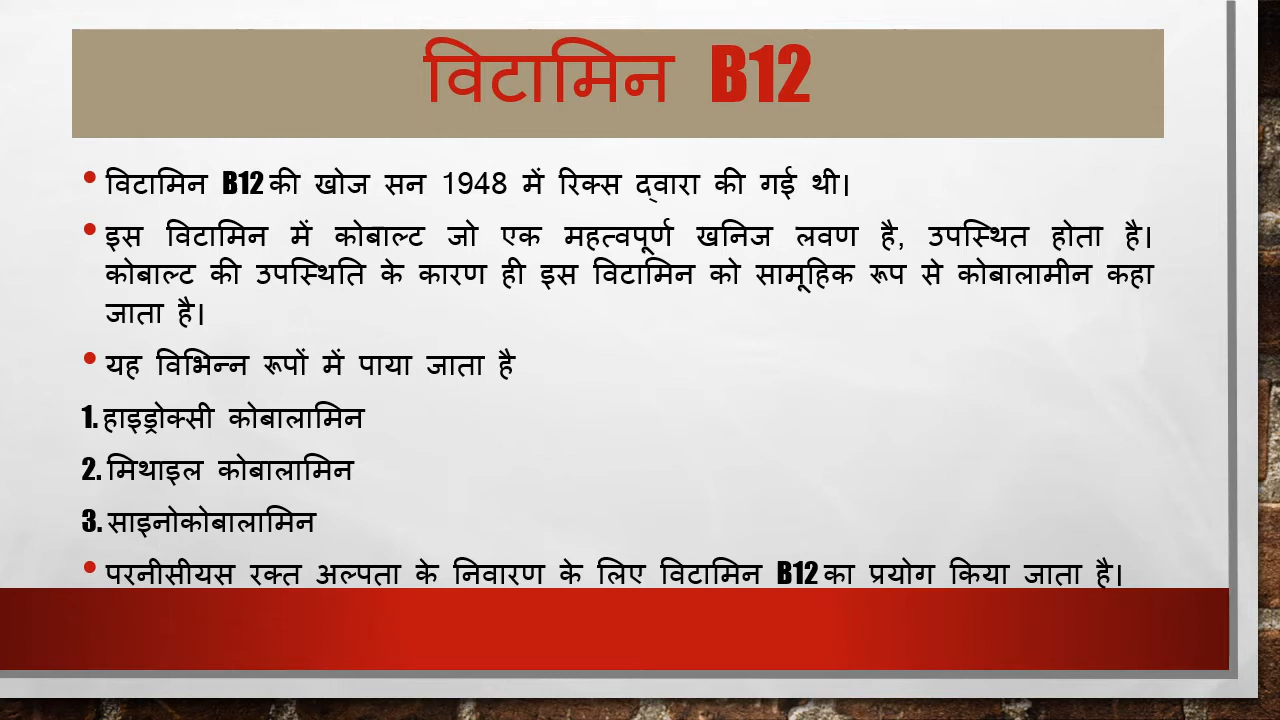 विटामिन B12
• विटामिन B12 की खोज सन 1948 में रिक्स द्वारा की गई थी।
• इस विटामिन में कोबाल्ट जो एक महत्वपूर्ण खनिज लवण है, उपस्थित होता है।
कोबाल्ट की उपस्थिति के कारण ही इस विटामिन को सामूहिक रूप से कोबालामीन कहा
जाता है।
• यह विभिन्न रूपों में पाया जाता है
1. हाइड्रोक्सी कोबालामिन
2. मिथाइल कोबालामिन
3. साइनोकोबालामिन
• परनीसीयस रक्त अल्पता के निवारण के लिए विटामिन B12 का प्रयोग किया जाता है।